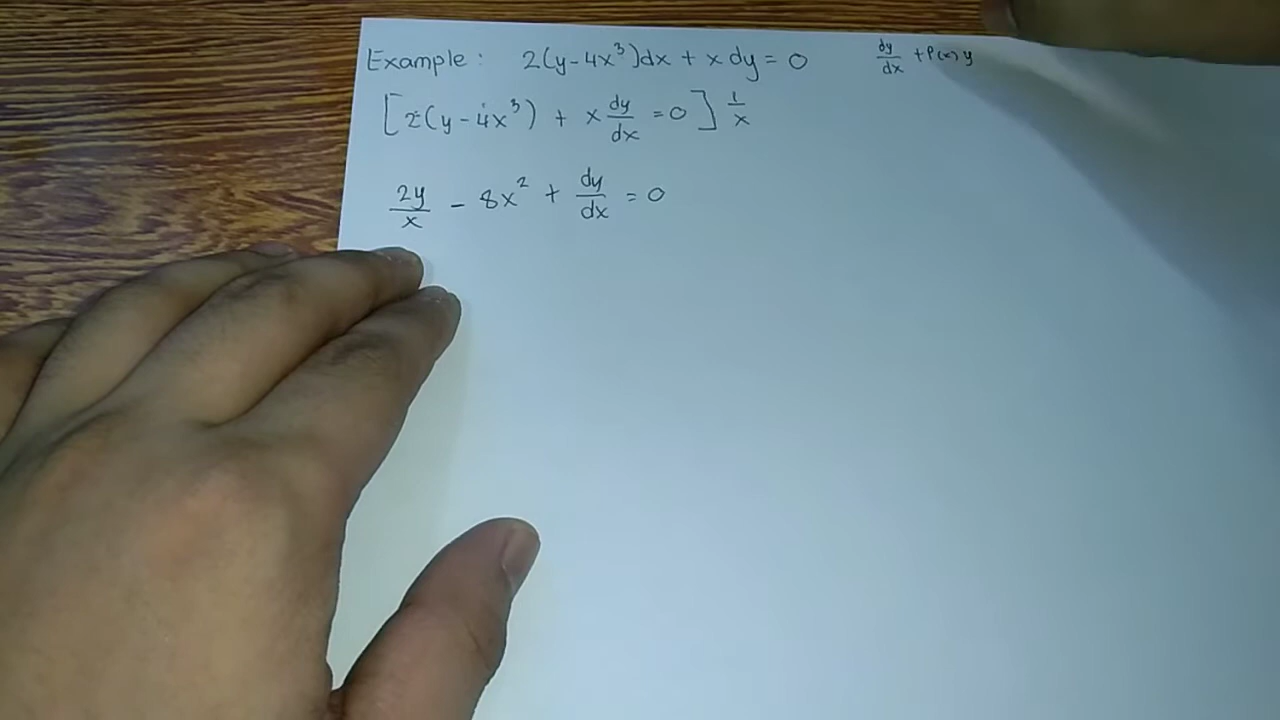 Example: 2(y-4x³)dx + x dy = 0
dy/dx + P(x) y
[2(y-4x³) + x dy/dx = 0] 1/x
2y/x - 8x² + dy/dx = 0